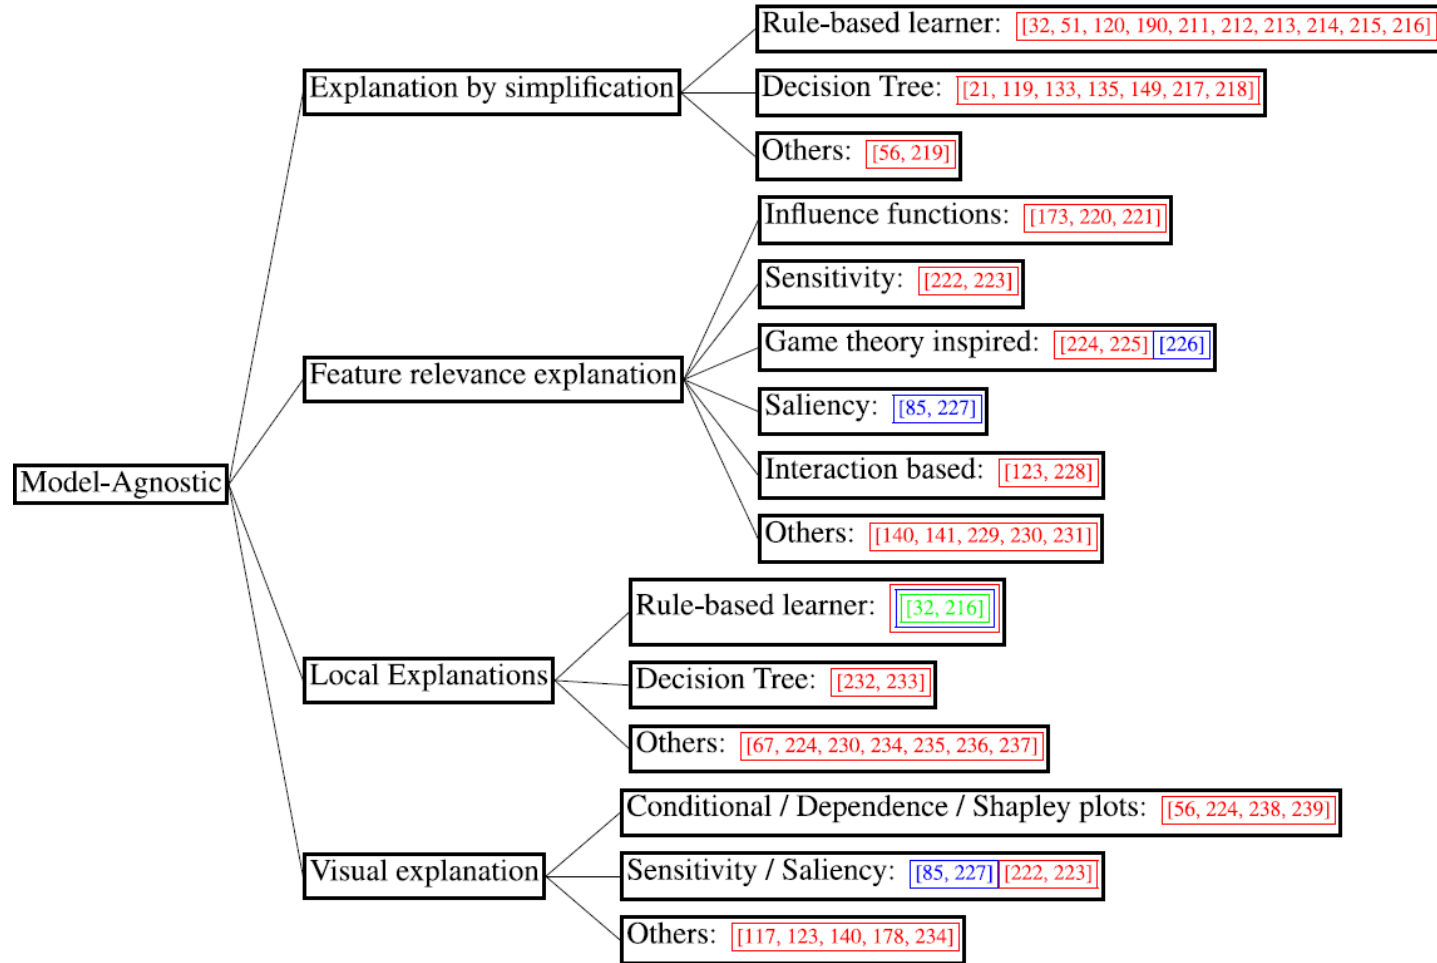 Rule-based learner: [32, 51, 120, 190, 211, 212, 213, 214, 215, 216]
Explanation by simplification
Decision Tree: [21, 119, 133, 135, 149, 217, 218]
Others: [56, 219]
Influence functions: [173, 220, 221]
Sensitivity: [222, 223]
Game theory inspired: [224, 225] [226]
Feature relevance explanation
Saliency: [85, 227]
Interaction based: [123, 228]
Model-Agnostic
Others: [140, 141, 229, 230, 231]
Rule-based learner: [32, 216]
Local Explanations
Decision Tree: [232, 233]
Others: [67, 224, 230, 234, 235, 236, 237]
Conditional / Dependence / Shapley plots: [56, 224, 238, 239]
Visual explanation
Sensitivity / Saliency: [85, 227] [222, 223]
Others: [117, 123, 140, 178, 234]